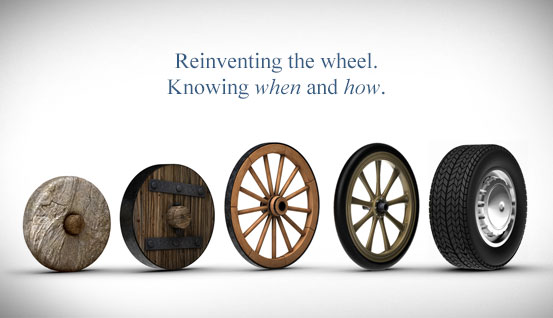 Reinventing the wheel.
Knowing when and how.